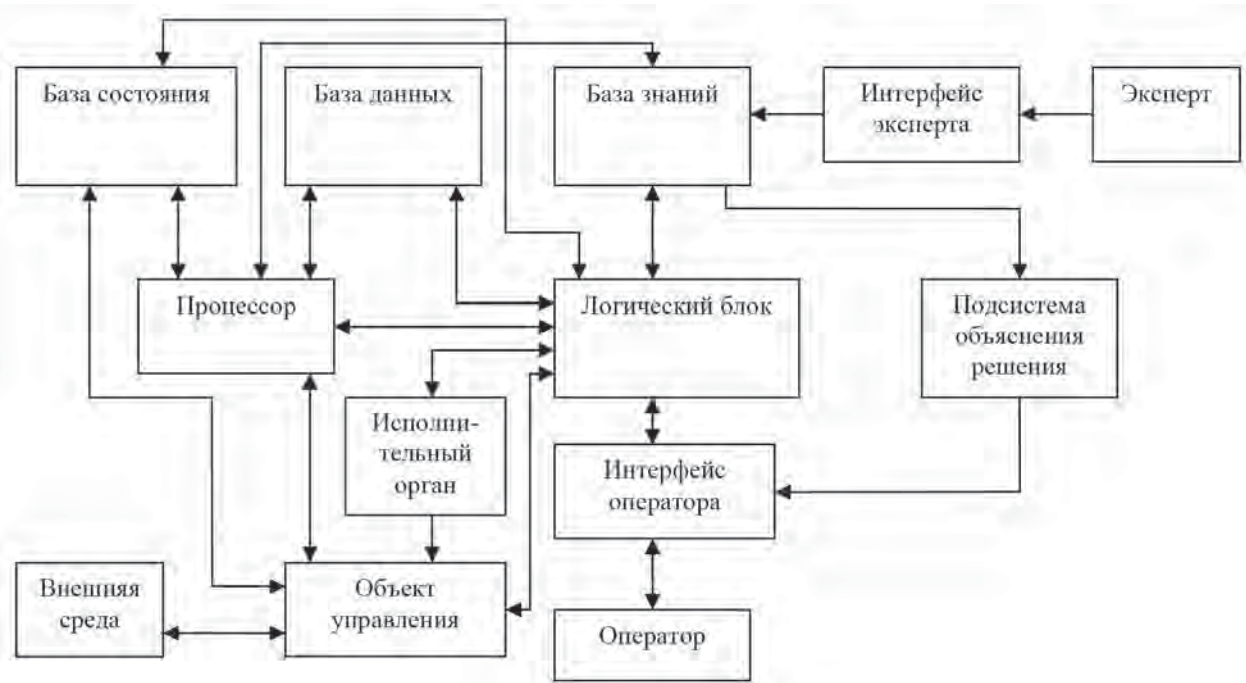 База состояния
База данных
База знаний
Интерфейс
эксперта
Эксперт
Процессор
Логический блок
Подсистема
объяснения
решения
Исполни-
тельный
орган
Интерфейс
оператора
Внешняя
среда
Объект
управления
Оператор